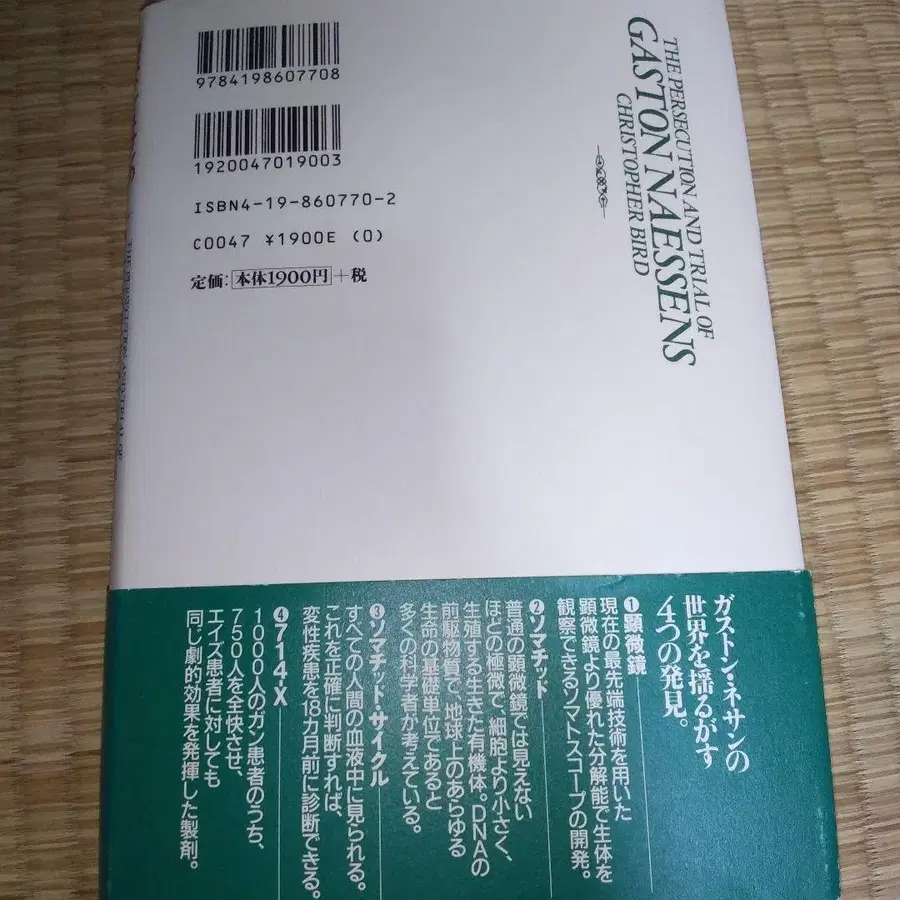 9784198607708
1920047019003
ISBN4-19-860770-2
C0047 ¥1900E (0)
定価:本体1900円+税
THE PERSECUTION AND TRIAL OF
GASTON NAESSENS
CHRISTOPHER BIRD
THE PERSECUTION AND TRIAL OF
ガストン・ネサンの
世界を揺るがす
4つの発見。
❶顕微鏡
現在の最先端技術を用いた
顕微鏡より優れた分解能で生体を
観察できるソマトスコープの開発。
❷ソマチッド
普通の顕微鏡では見えない
ほどの極微で、細胞より小さく、
生殖する生きた有機体。DNAの
前駆物質で、地球上のあらゆる
生命の基礎単位であると
多くの科学者が考えている。
❸ソマチッド・サイクル
すべての人間の血液中に見られる。
これを正確に判断すれば、
変性疾患を18カ月前に診断できる。
❹714X
1000人のガン患者のうち、
750人を全快させ、
エイズ患者に対しても
同じ劇的効果を発揮した製剤。